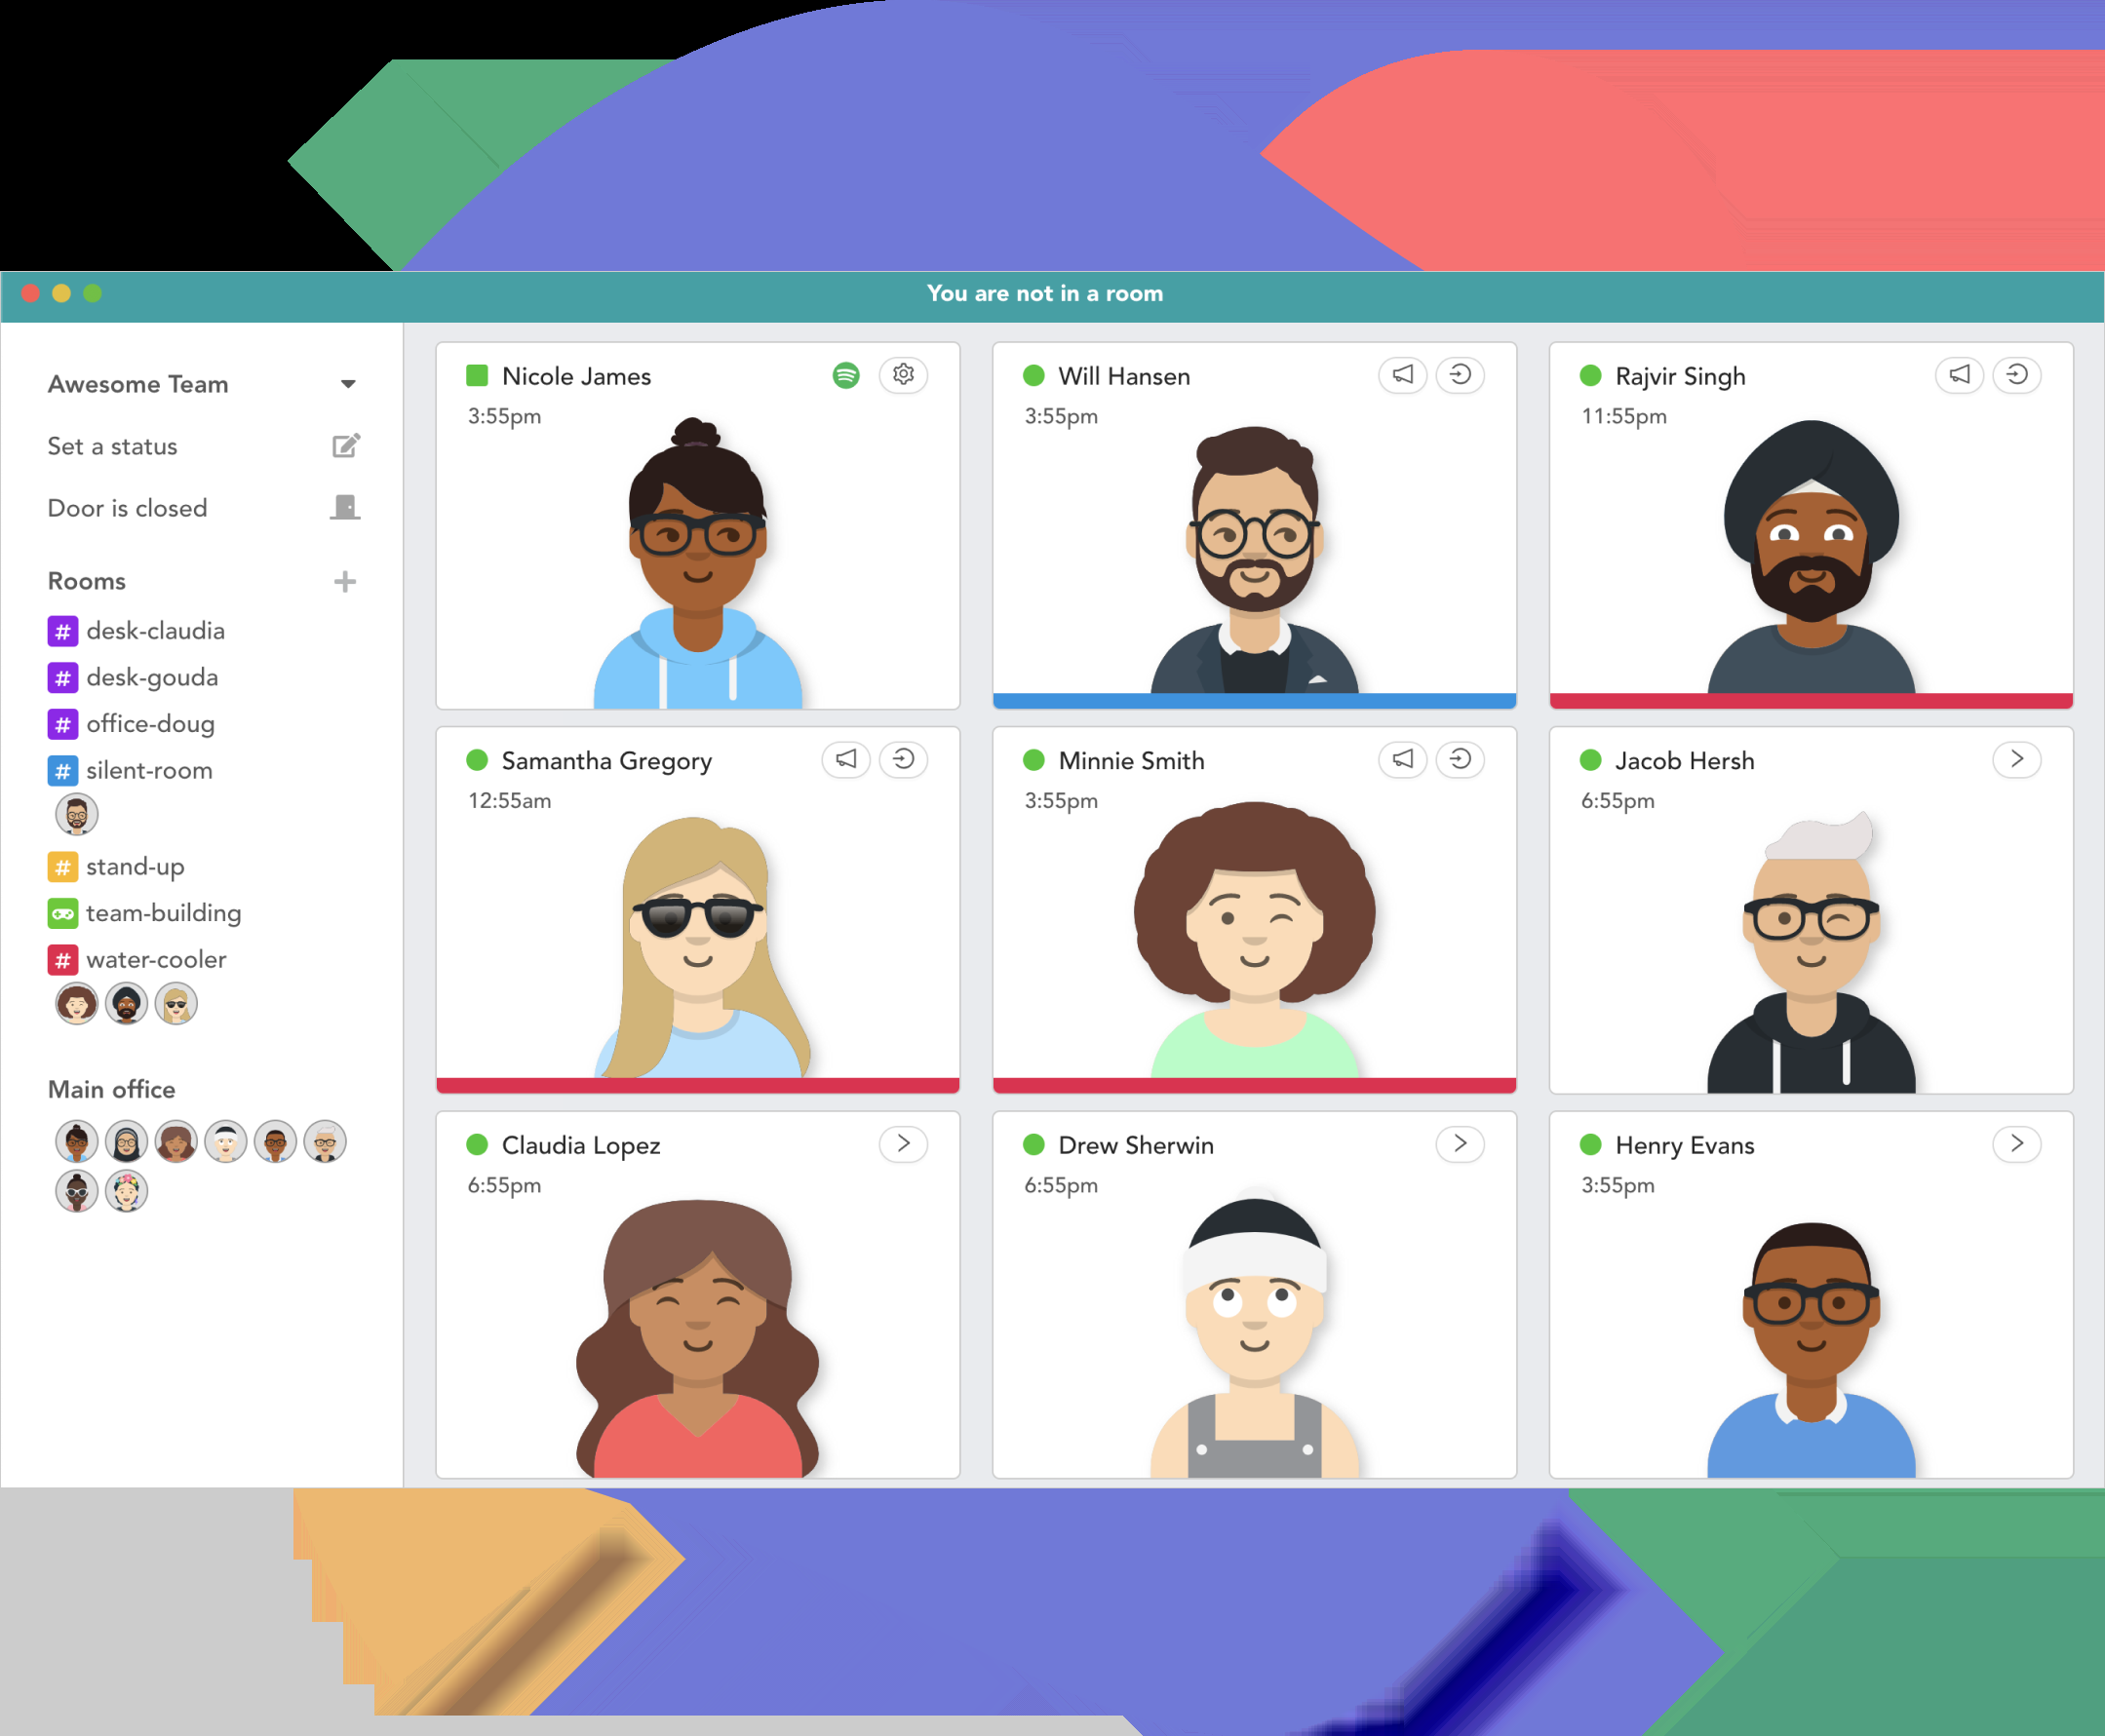 You are not in a room
Awesome Team
Set a status
Door is closed
Rooms
# desk-claudia
# desk-gouda
# office-doug
# silent-room
# stand-up
team-building
# water-cooler
Main office
Nicole James
3:55pm
Will Hansen
3:55pm
Rajvir Singh
11:55pm
Samantha Gregory
12:55am
Minnie Smith
3:55pm
Jacob Hersh
6:55pm
Claudia Lopez
6:55pm
Drew Sherwin
6:55pm
Henry Evans
3:55pm